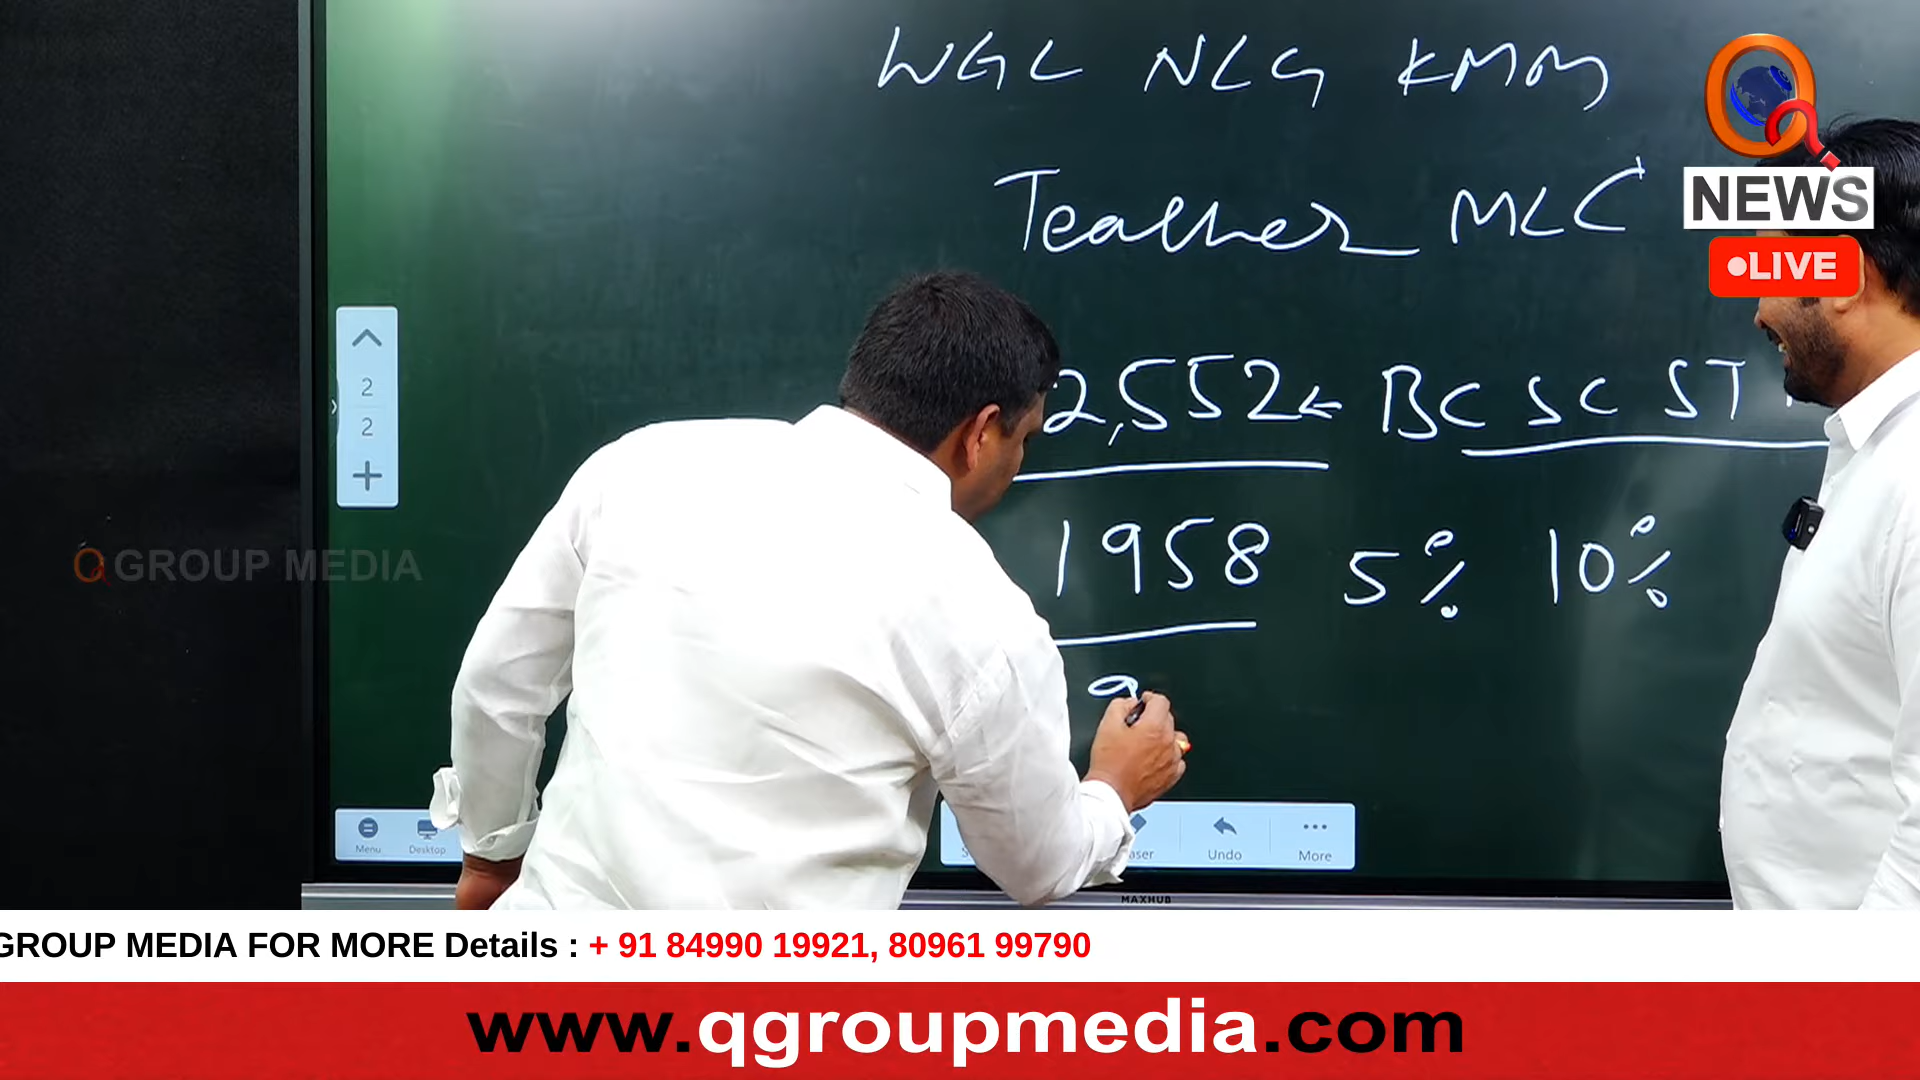 WGL NLG KMM
Teacher MLC
NEWS
LIVE
2
2
2,552 ← BC SC ST
GROUP MEDIA
1958 5% 10%
9
Menu Desktop Undo More
MAXHUB
GROUP MEDIA FOR MORE Details : + 91 84990 19921, 80961 99790
www.qgroupmedia.com